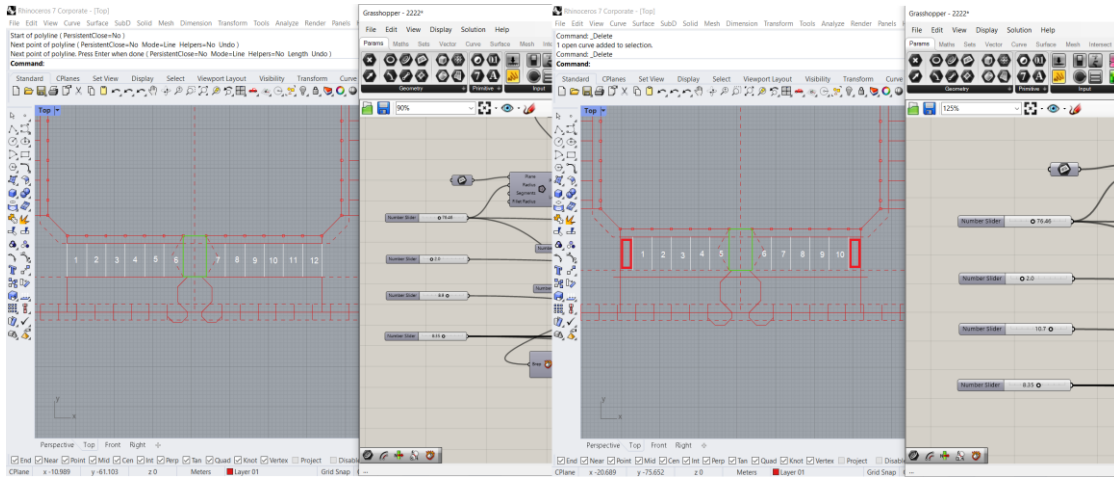 Rhinoceros 7 Corporate - [Top]
File Edit View Curve Surface SubD Solid Mesh Dimension Transform Tools Analyze Render Panels
Start of polyline ( PersistentClose=No )
Next point of polyline ( PersistentClose=No Mode=Line Helpers=No Undo )
Next point of polyline. Press Enter when done ( PersistentClose=No Mode=Line Helpers=No Length Undo )
Command:
Standard CPlanes Set View Display Select Viewport Layout Visibility Transform Curve
Top
1 2 3 4 5 6 7 8 9 10 11 12
y
x
Perspective Top Front Right
End Near Point Mid Cen Int Perp Tan Quad Knot Vertex Project
CPlane x -10.989 y -61.103 z 0 Meters Layer 01 Grid Snap
Grasshopper - 2222*
File Edit View Display Solution Help
Params Maths Sets Vector Curve Surface Mesh
Geometry Primitive Input
90%
Plane
Radius
Segments
Fillet Radius
Number Slider
Number Slider
Number Slider
Number Slider 8.35
Rhinoceros 7 Corporate - [Top]
File Edit View Curve Surface SubD Solid Mesh Dimension Transform Tools Analyze Render Panels
Command: _Delete
1 open curve added to selection.
Command: _Delete
Command:
Standard CPlanes Set View Display Select Viewport Layout Visibility Transform Curve
Top
1 2 3 4 5 6 7 8 9 10
y
x
Perspective Top Front Right
End Near Point Mid Cen Int Perp Tan Quad Knot Vertex Project
CPlane x -20.689 y -75.652 z 0 Meters Layer 01 Grid Snap
Grasshopper - 2222*
File Edit View Display Solution Help
Params Maths Sets Vector Curve Surface Mesh Intersect
Geometry Primitive Input
125%
Number Slider 76.46
Number Slider 2.0
Number Slider 10.7
Number Slider 8.35